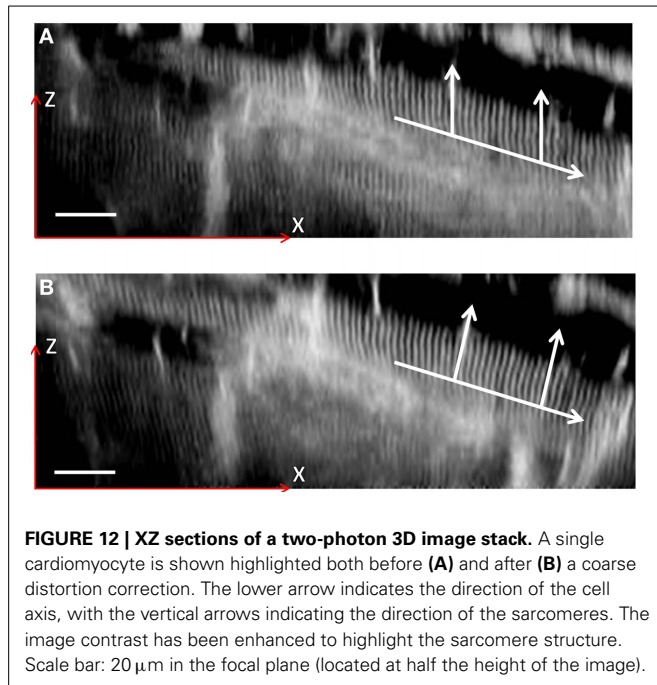 A
Z
X
B
Z
X
FIGURE 12 | XZ sections of a two-photon 3D image stack. A single
cardiomyocyte is shown highlighted both before (A) and after (B) a coarse
distortion correction. The lower arrow indicates the direction of the cell
axis, with the vertical arrows indicating the direction of the sarcomeres. The
image contrast has been enhanced to highlight the sarcomere structure.
Scale bar: 20 μm in the focal plane (located at half the height of the image).